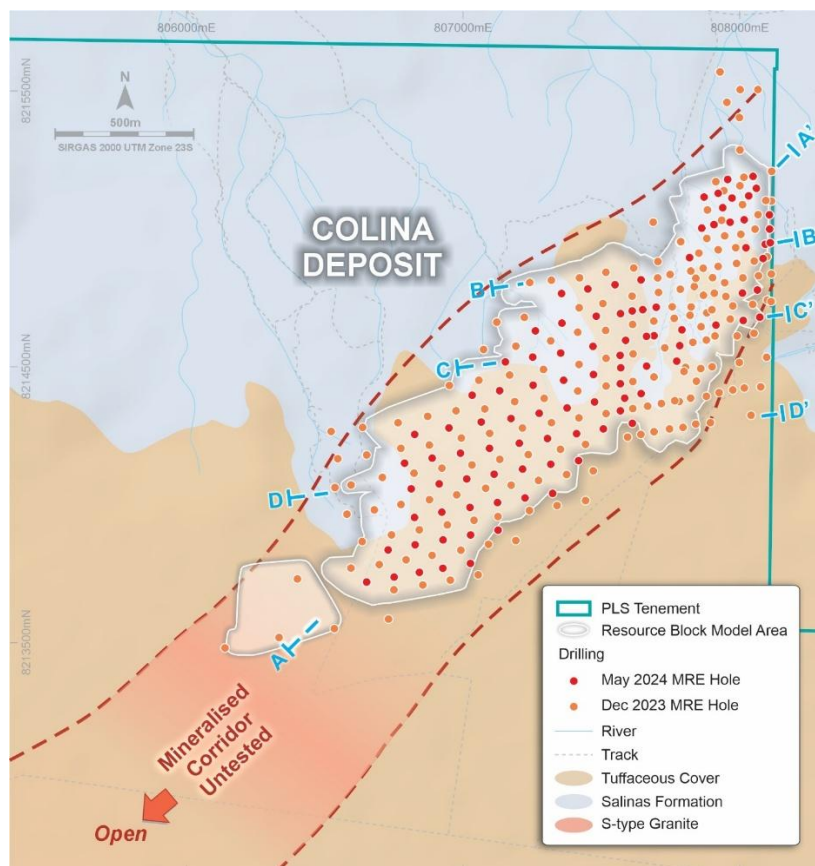 806000mE
807000mE
808000mE
8215500mN
8214500mN
8213500mN
N
500m
SIRGAS 2000 UTM Zone 23S
COLINA
DEPOSIT
A'
B
B
C'
C
D'
D
A
Mineralised
Corridor
Untested
Open
PLS Tenement
Resource Block Model Area
Drilling
May 2024 MRE Hole
Dec 2023 MRE Hole
River
Track
Tuffaceous Cover
Salinas Formation
S-type Granite